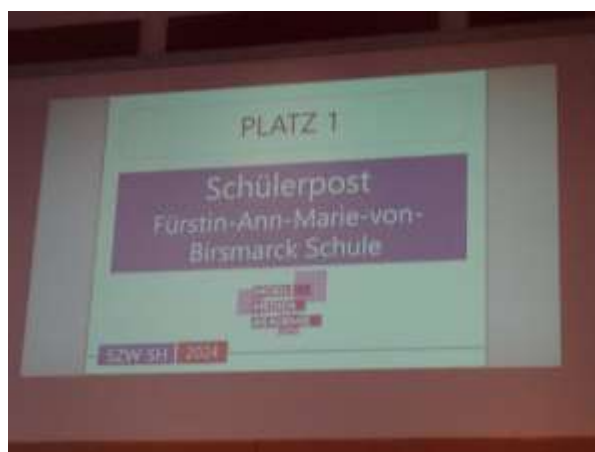 PLATZ 1
Schülerpost
Fürstin-Ann-Marie-von-
Birsmarck Schule
SZW SH 2024